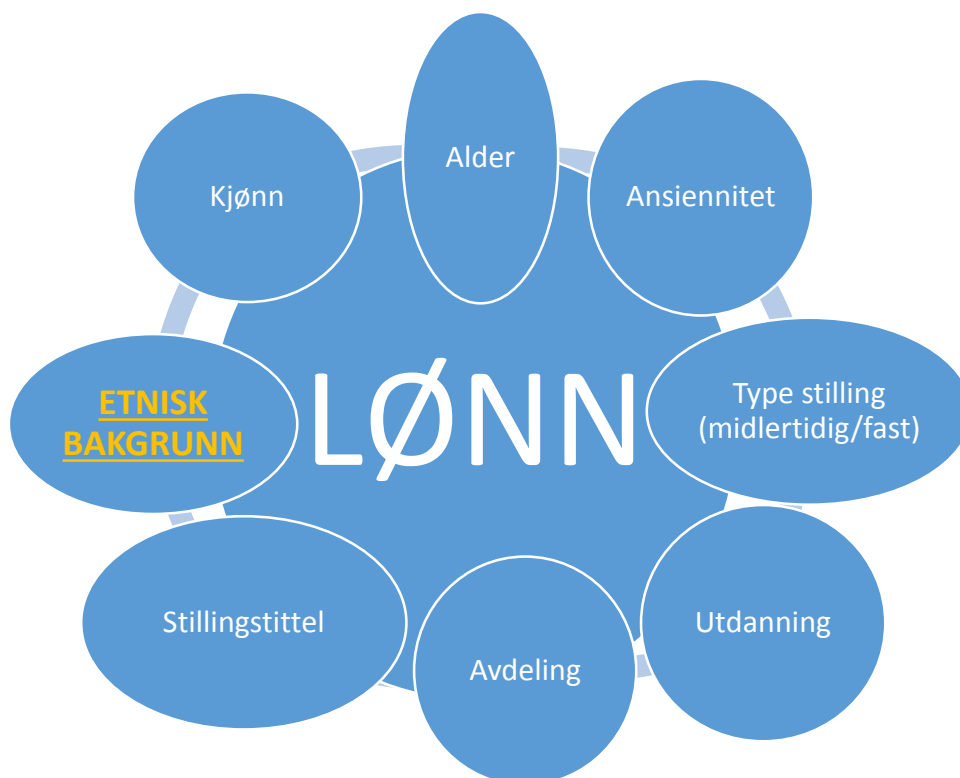 Alder
Kjønn
Ansiennitet
ETNISK
BAKGRUNN
LØNN
Type stilling
(midlertidig/fast)
Stillingstittel
Avdeling
Utdanning